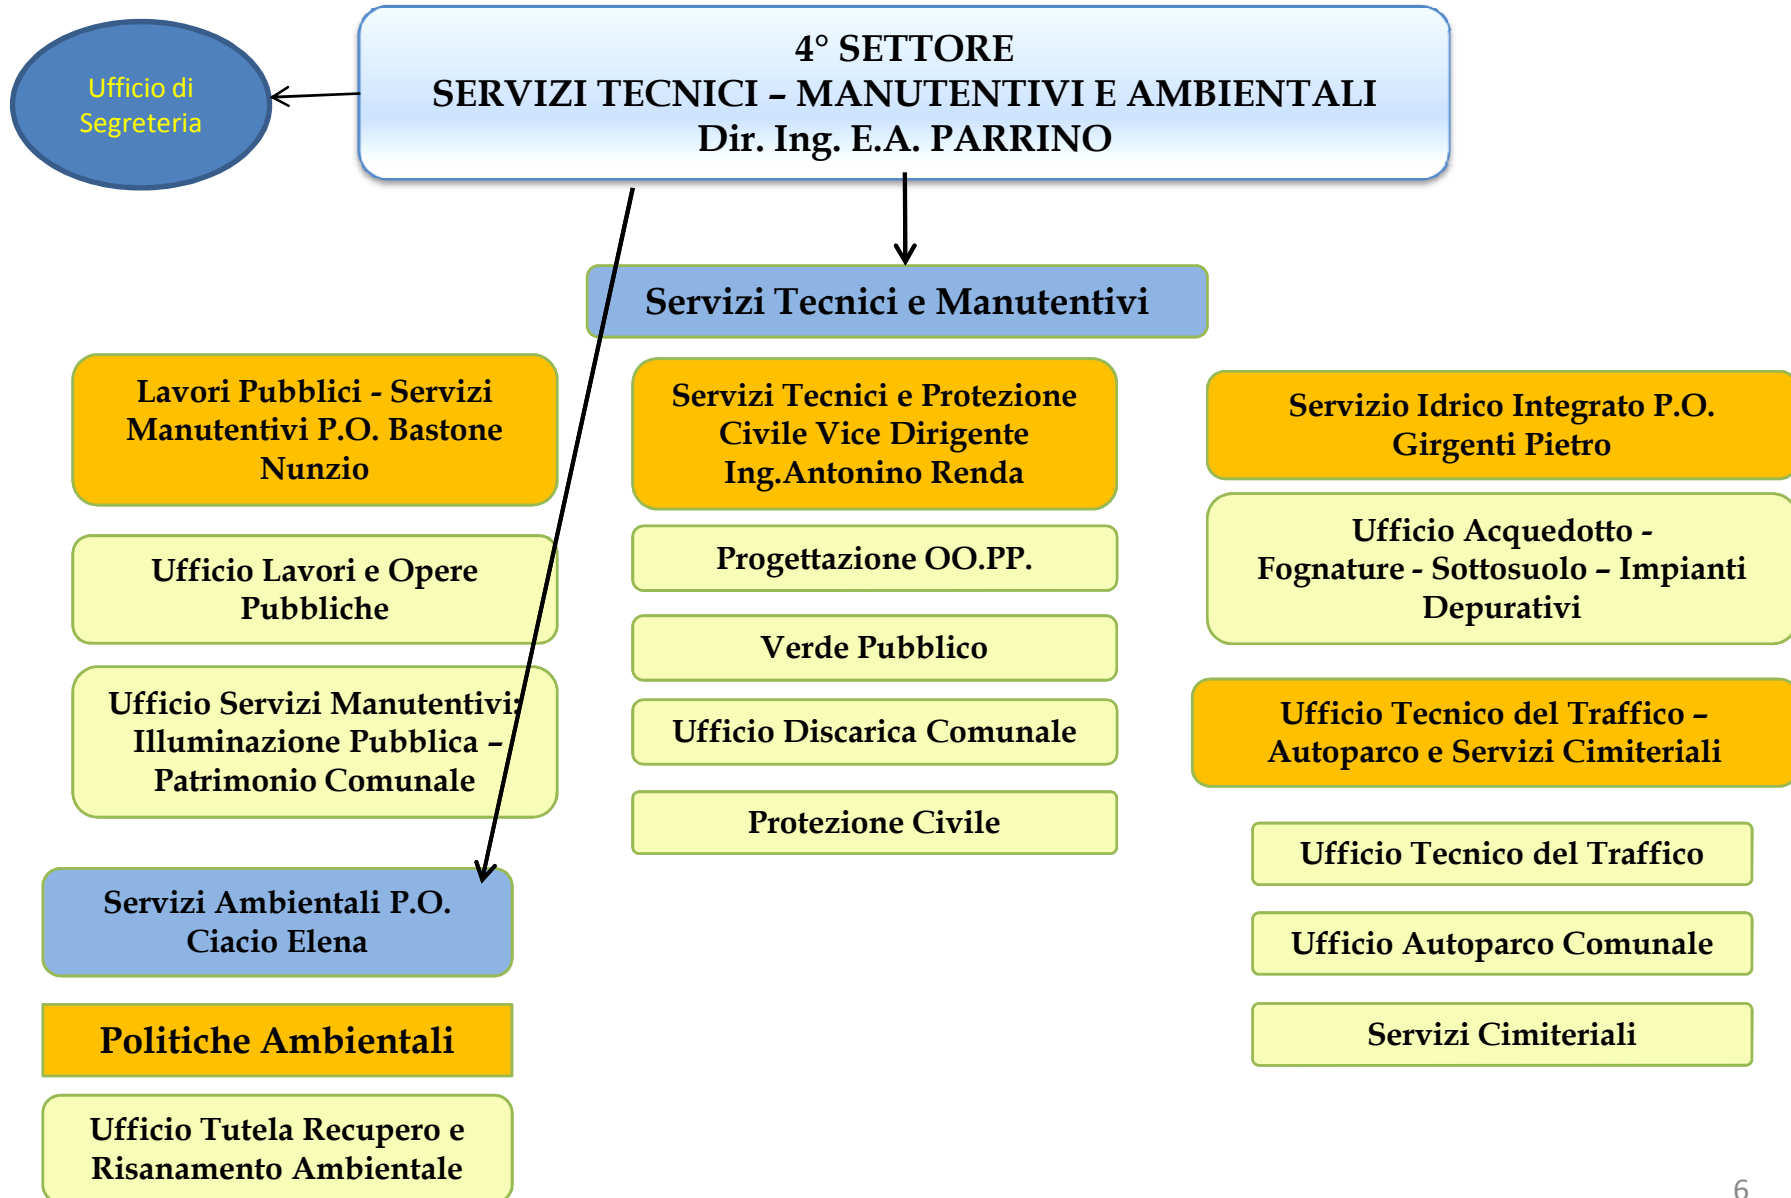 Ufficio di
Segreteria
4° SETTORE
SERVIZI TECNICI – MANUTENTIVI E AMBIENTALI
Dir. Ing. E.A. PARRINO
Servizi Tecnici e Manutentivi
Lavori Pubblici - Servizi
Manutentivi P.O. Bastone
Nunzio
Ufficio Lavori e Opere
Pubbliche
Ufficio Servizi Manutentivi:
Illuminazione Pubblica –
Patrimonio Comunale
Servizi Tecnici e Protezione
Civile Vice Dirigente
Ing.Antonino Renda
Progettazione OO.PP.
Verde Pubblico
Ufficio Discarica Comunale
Protezione Civile
Servizio Idrico Integrato P.O.
Girgenti Pietro
Ufficio Acquedotto -
Fognature - Sottosuolo – Impianti
Depurativi
Ufficio Tecnico del Traffico –
Autoparco e Servizi Cimiteriali
Ufficio Tecnico del Traffico
Ufficio Autoparco Comunale
Servizi Cimiteriali
Servizi Ambientali P.O.
Ciacio Elena
Politiche Ambientali
Ufficio Tutela Recupero e
Risanamento Ambientale
6